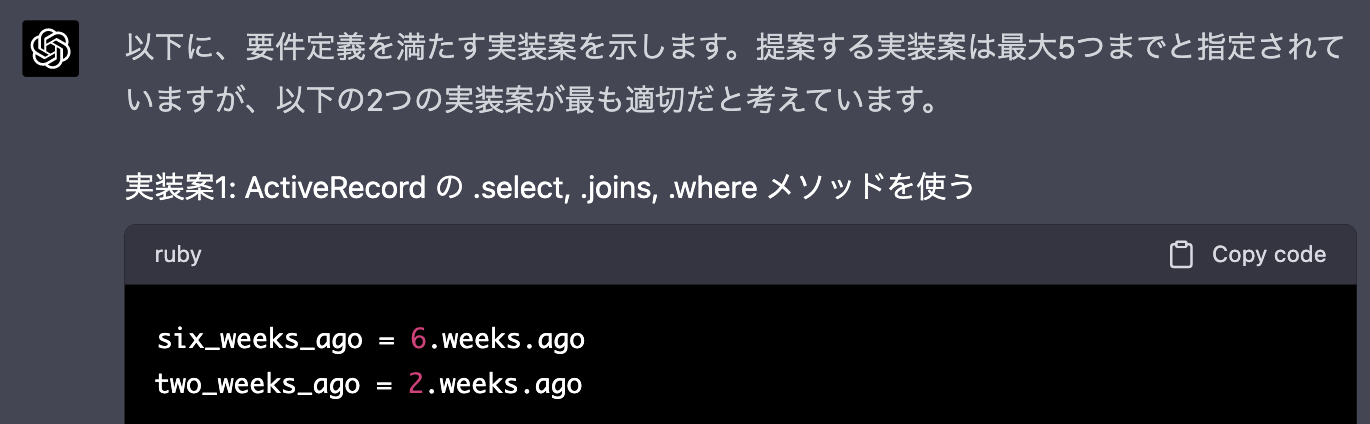 以下に、要件定義を満たす実装案を示します。提案する実装案は最大5つまでと指定されて
いますが、以下の2つの実装案が最も適切だと考えています。
実装案1: ActiveRecord の .select, .joins, .where メソッドを使う
ruby
Copy code
six_weeks_ago = 6.weeks.ago
two_weeks_ago = 2.weeks.ago